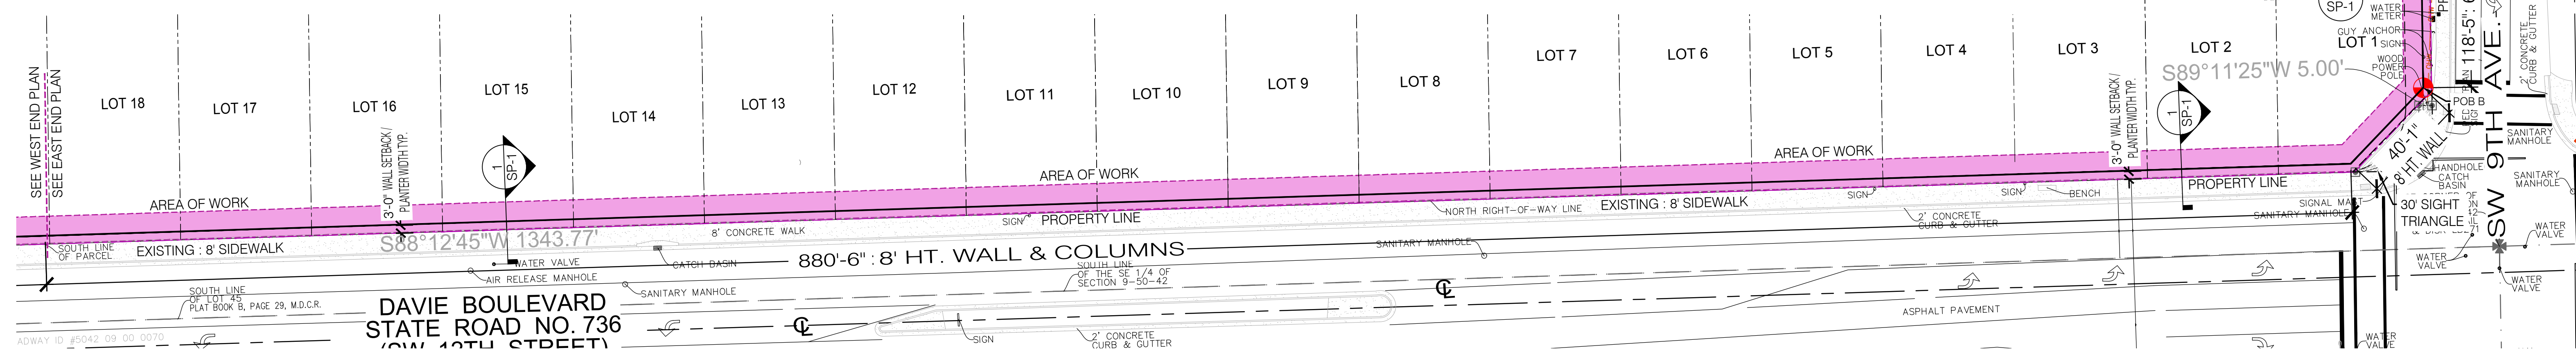 SEE WEST END PLAN
SEE EAST END PLAN
LOT 18
LOT 17
LOT 16
LOT 15
LOT 14
LOT 13
LOT 12
LOT 11
LOT 10
LOT 9
LOT 8
LOT 7
LOT 6
LOT 5
LOT 4
LOT 3
LOT 2
LOT 1
3'-0" WALL SETBACK /
PLANTER WIDTH TYP.
1
SP-1
3'-0" WALL SETBACK /
PLANTER WIDTH TYP.
1
SP-1
SP-1
WATER
METER
GUY ANCHOR
SIGN
WOOD
POWER
POLE
S89°11'25"W 5.00'
POB B
2' CONCRETE
CURB & GUTTER
SW 9TH AVE.
SANITARY
MANHOLE
40'-1"
8' HT. WALL
HANDHOLE
CATCH
BASIN
SANITARY
MANHOLE
AREA OF WORK
AREA OF WORK
AREA OF WORK
PROPERTY LINE
BENCH
SIGN
SIGN
SIGN
NORTH RIGHT-OF-WAY LINE
EXISTING : 8' SIDEWALK
PROPERTY LINE
8' CONCRETE WALK
SOUTH LINE
OF PARCEL
EXISTING : 8' SIDEWALK
S88°12'45"W 1343.77'
2' CONCRETE
CURB & GUTTER
SANITARY MANHOLE
30' SIGHT
TRIANGLE
WATER
VALVE
WATER
VALVE
WATER
VALVE
WATER
VALVE
880'-6" : 8' HT. WALL & COLUMNS
SANITARY MANHOLE
WATER VALVE
CATCH BASIN
AIR RELEASE MANHOLE
SANITARY MANHOLE
SOUTH LINE
OF THE SE 1/4 OF
SECTION 9-50-42
SOUTH LINE
OF LOT 45
PLAT BOOK B, PAGE 29, M.D.C.R.
DAVIE BOULEVARD
STATE ROAD NO. 736
(SW 12TH STREET)
ADWAY ID #5042 09 00 0070
SIGN
2' CONCRETE
CURB & GUTTER
ASPHALT PAVEMENT